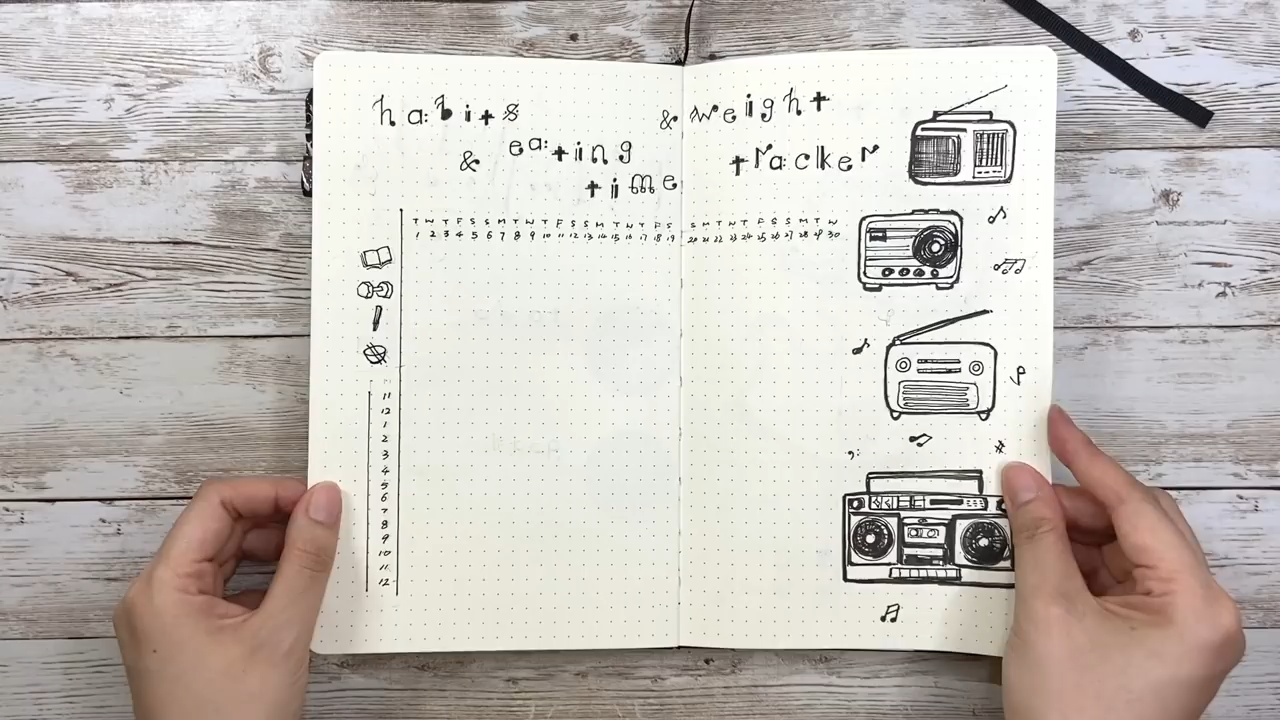 habits & weight
& eating tracker
time
T W T F S S M T W T F S S M T W T F S S M T W T F S S M T W
1 2 3 4 5 6 7 8 9 10 11 12 13 14 15 16 17 18 19 20 21 22 23 24 25 26 27 28 29 30
11
12
1
2
3
4
5
6
7
8
9
10
11
12